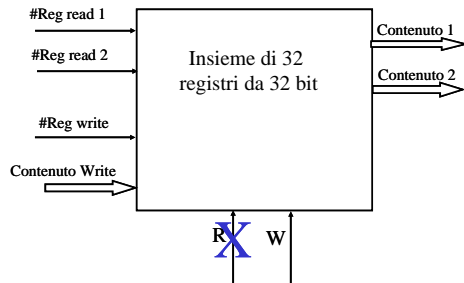 #Reg read 1
#Reg read 2
#Reg write
Contenuto Write
Insieme di 32
registri da 32 bit
Contenuto 1
Contenuto 2
R
X
W